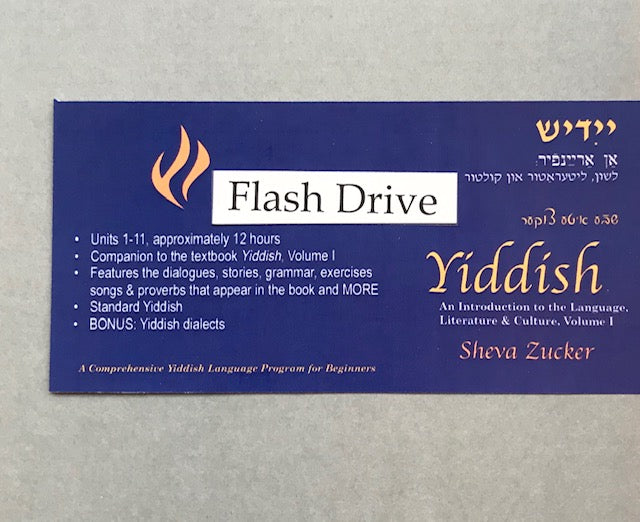 Flash Drive
• Units 1-11, approximately 12 hours
• Companion to the textbook Yiddish, Volume I
• Features the dialogues, stories, grammar, exercises
songs & proverbs that appear in the book and MORE
• Standard Yiddish
• BONUS: Yiddish dialects
A Comprehensive Yiddish Language Program for Beginners
ייִדיש
אַן אַרײַנפֿיר:
לשון, ליטעראַטור און קולטור
שבֿע צוקער
Yiddish
An Introduction to the Language,
Literature & Culture, Volume I
Sheva Zucker